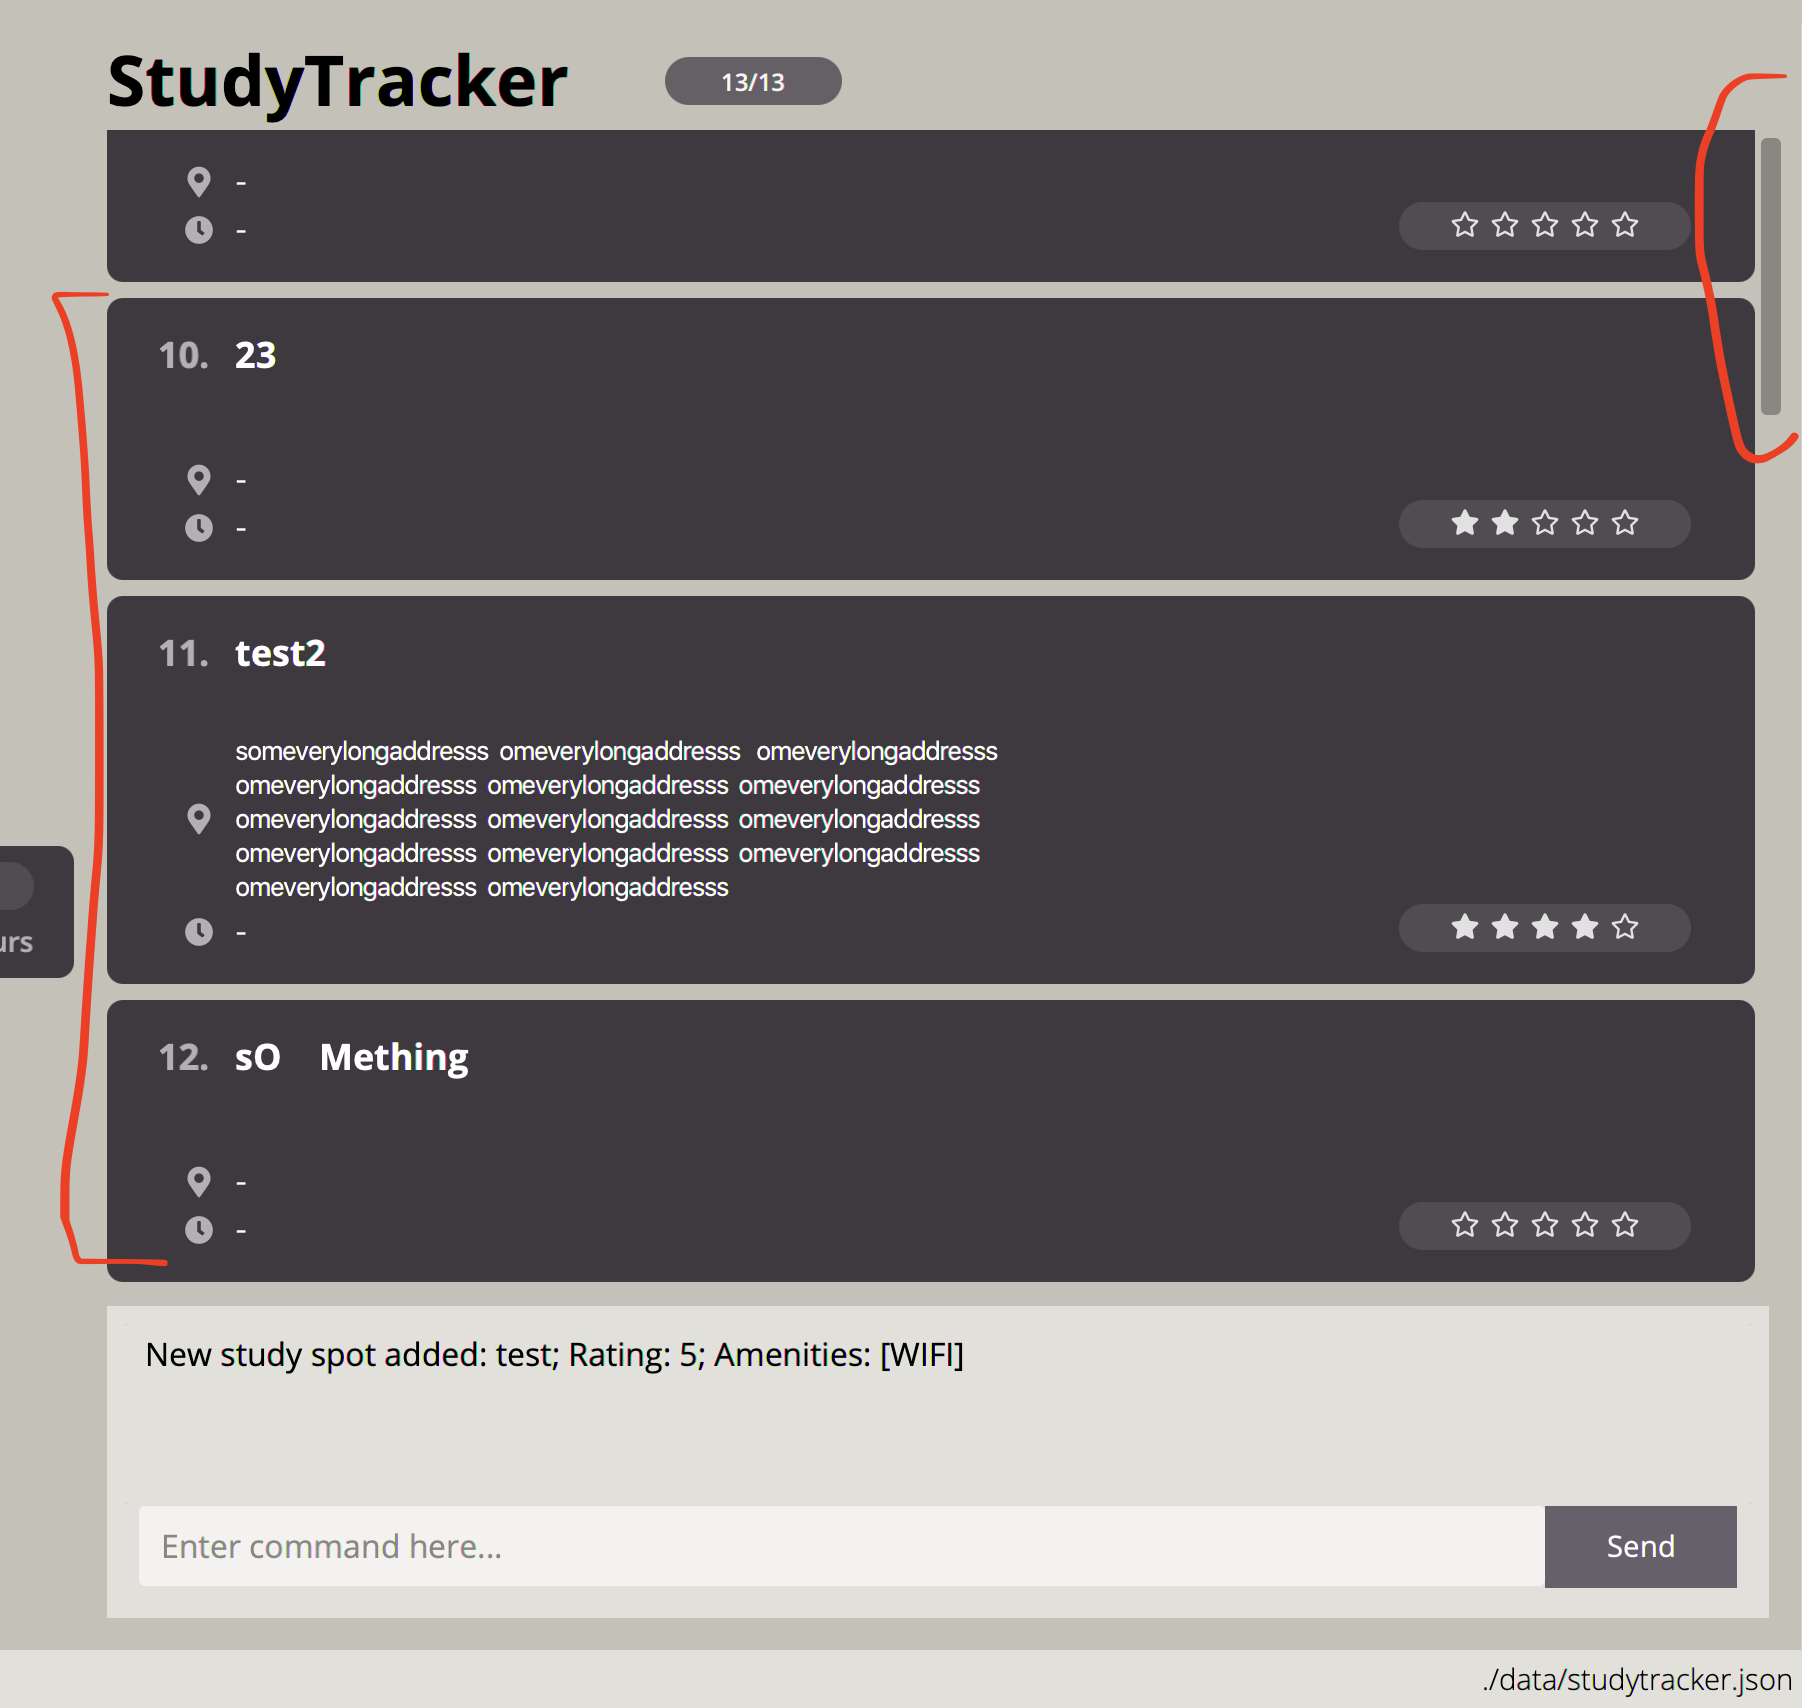 StudyTracker
13/13
-
-
10. 23
-
-
11. test2
someverylongaddresss omeverylongaddresss omeverylongaddresss
omeverylongaddresss omeverylongaddresss omeverylongaddresss
omeverylongaddresss omeverylongaddresss omeverylongaddresss
omeverylongaddresss omeverylongaddresss omeverylongaddresss
omeverylongaddresss omeverylongaddresss
-
urs
12. sO Mething
-
-
New study spot added: test; Rating: 5; Amenities: [WIFI]
Enter command here...
Send
./data/studytracker.json